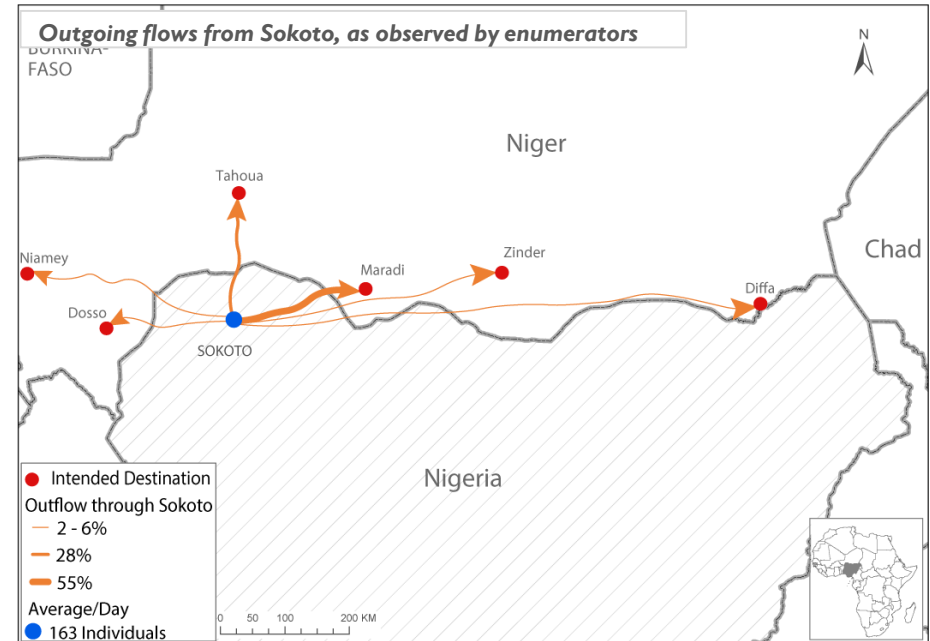 Outgoing flows from Sokoto, as observed by enumerators
BURKINA-
FASO
N
Niger
Tahoua
Chad
Niamey
Zinder
Maradi
Diffa
Dosso
SOKOTO
Nigeria
Intended Destination
Outflow through Sokoto
2 - 6%
28%
55%
Average/Day
163 Individuals
0 50 100 200 KM